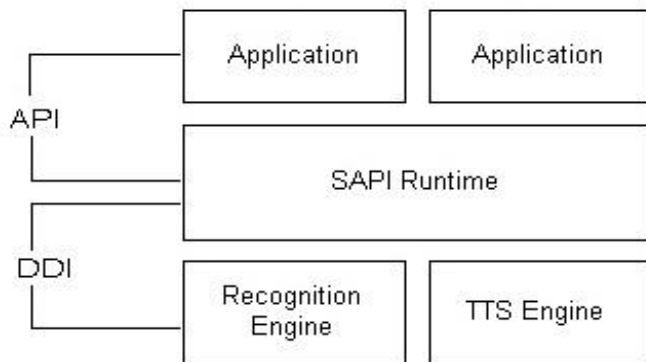 Application
Application
API
SAPI Runtime
DDI
Recognition
Engine
TTS Engine